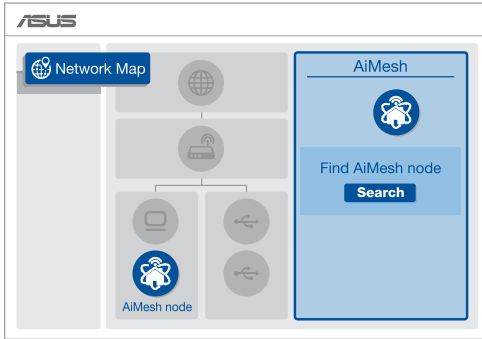 ASUS
Network Map
AiMesh
Find AiMesh node
Search
AiMesh node